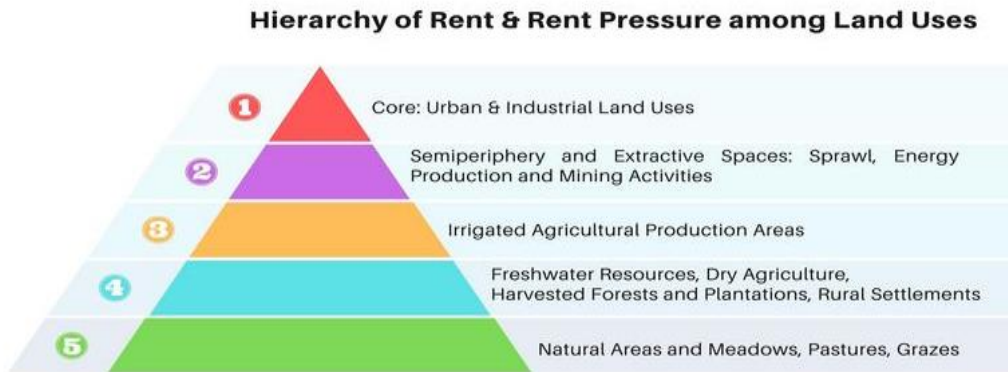 Hierarchy of Rent & Rent Pressure among Land Uses
1
Core: Urban & Industrial Land Uses
2
Semiperiphery and Extractive Spaces: Sprawl, Energy
Production and Mining Activities
3
Irrigated Agricultural Production Areas
4
Freshwater Resources, Dry Agriculture,
Harvested Forests and Plantations, Rural Settlements
5
Natural Areas and Meadows, Pastures, Grazes